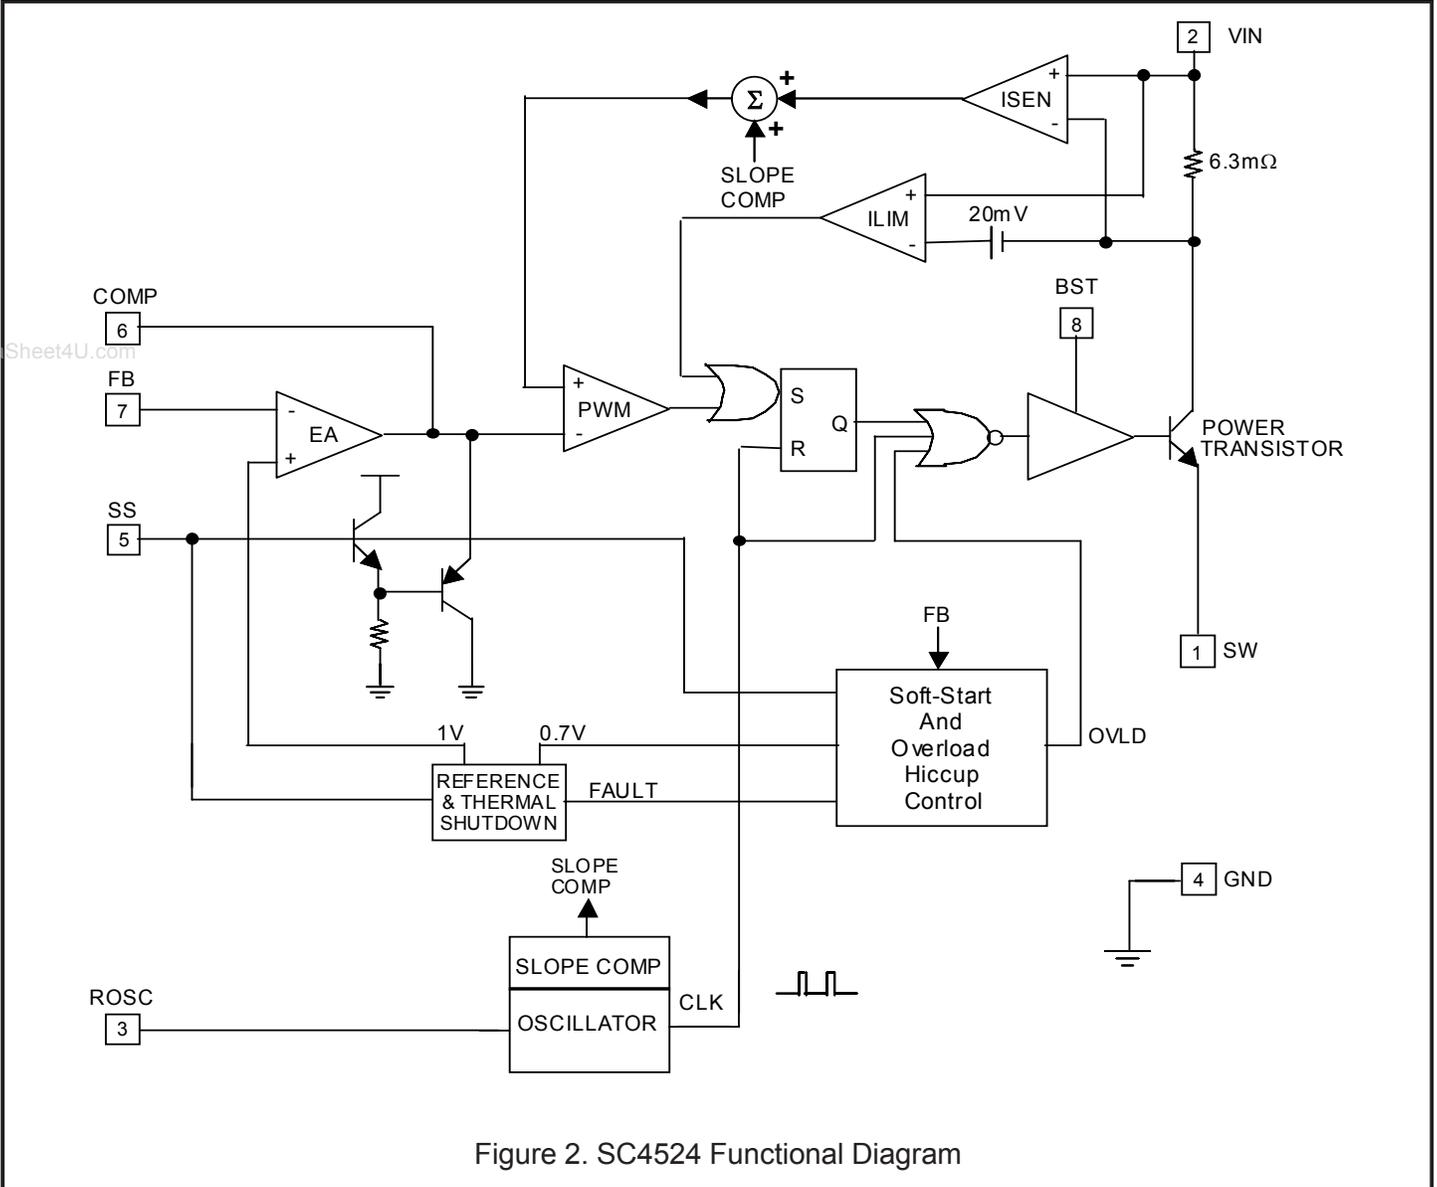 2 VIN
+
ISEN
-
+
Σ
+
SLOPE
COMP
6.3mΩ
+
ILIM
-
20mV
BST
8
COMP
6
Sheet4U.com
FB
7
-
EA
+
+
PWM
-
S
Q
R
POWER
TRANSISTOR
SS
5
FB
1 SW
Soft-Start
And
Overload
Hiccup
Control
OVLD
1V
0.7V
REFERENCE
& THERMAL
SHUTDOWN
FAULT
SLOPE
COMP
4 GND
SLOPE COMP
OSCILLATOR
CLK
ROSC
3
Figure 2. SC4524 Functional Diagram